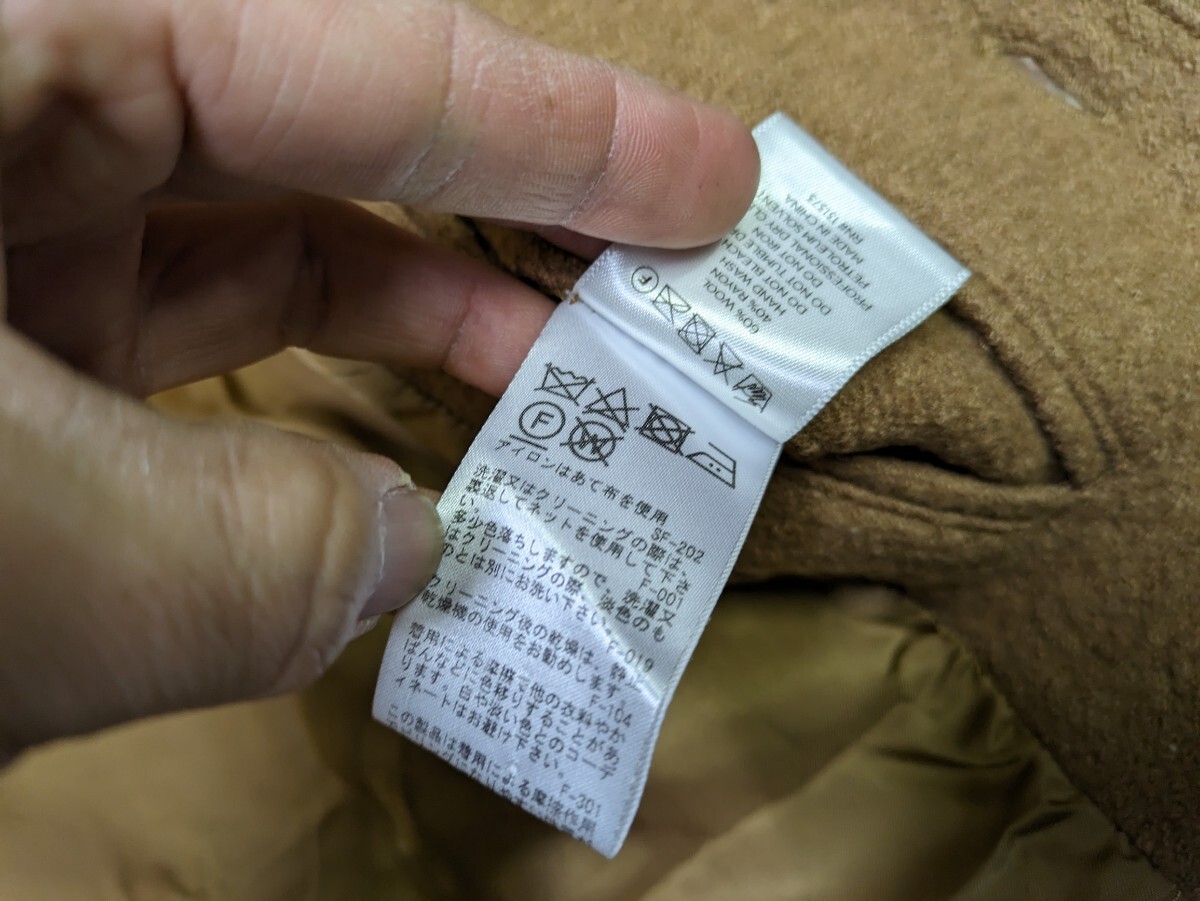 60% WOOL
40% RAYON
HAND WASH
DO NOT BLEACH
DO NOT TUMBLE
DO NOT IRON
PROFESSIONAL DRY
PETROLEUM SOLVENT
MADE IN CHINA
F
F
W
アイロンはあて布を使用
SF-202
洗濯又はクリーニングの際は、
裏返してネットを使用して下さ
い。 F-001
多少色落ちしますので、洗濯又
はクリーニングの際、淡色のも
のとは別にお洗い下さい。 F-019
クリーニング後の乾燥は、静
乾燥機の使用をお勧めします。
F-104
着用による摩擦で他の衣料やか
ばんなどに色移りすることがあ
ります。白や淡い色とのコーデ
ィネートはお避け下さい。
F-301
この製品は着用による摩擦作用